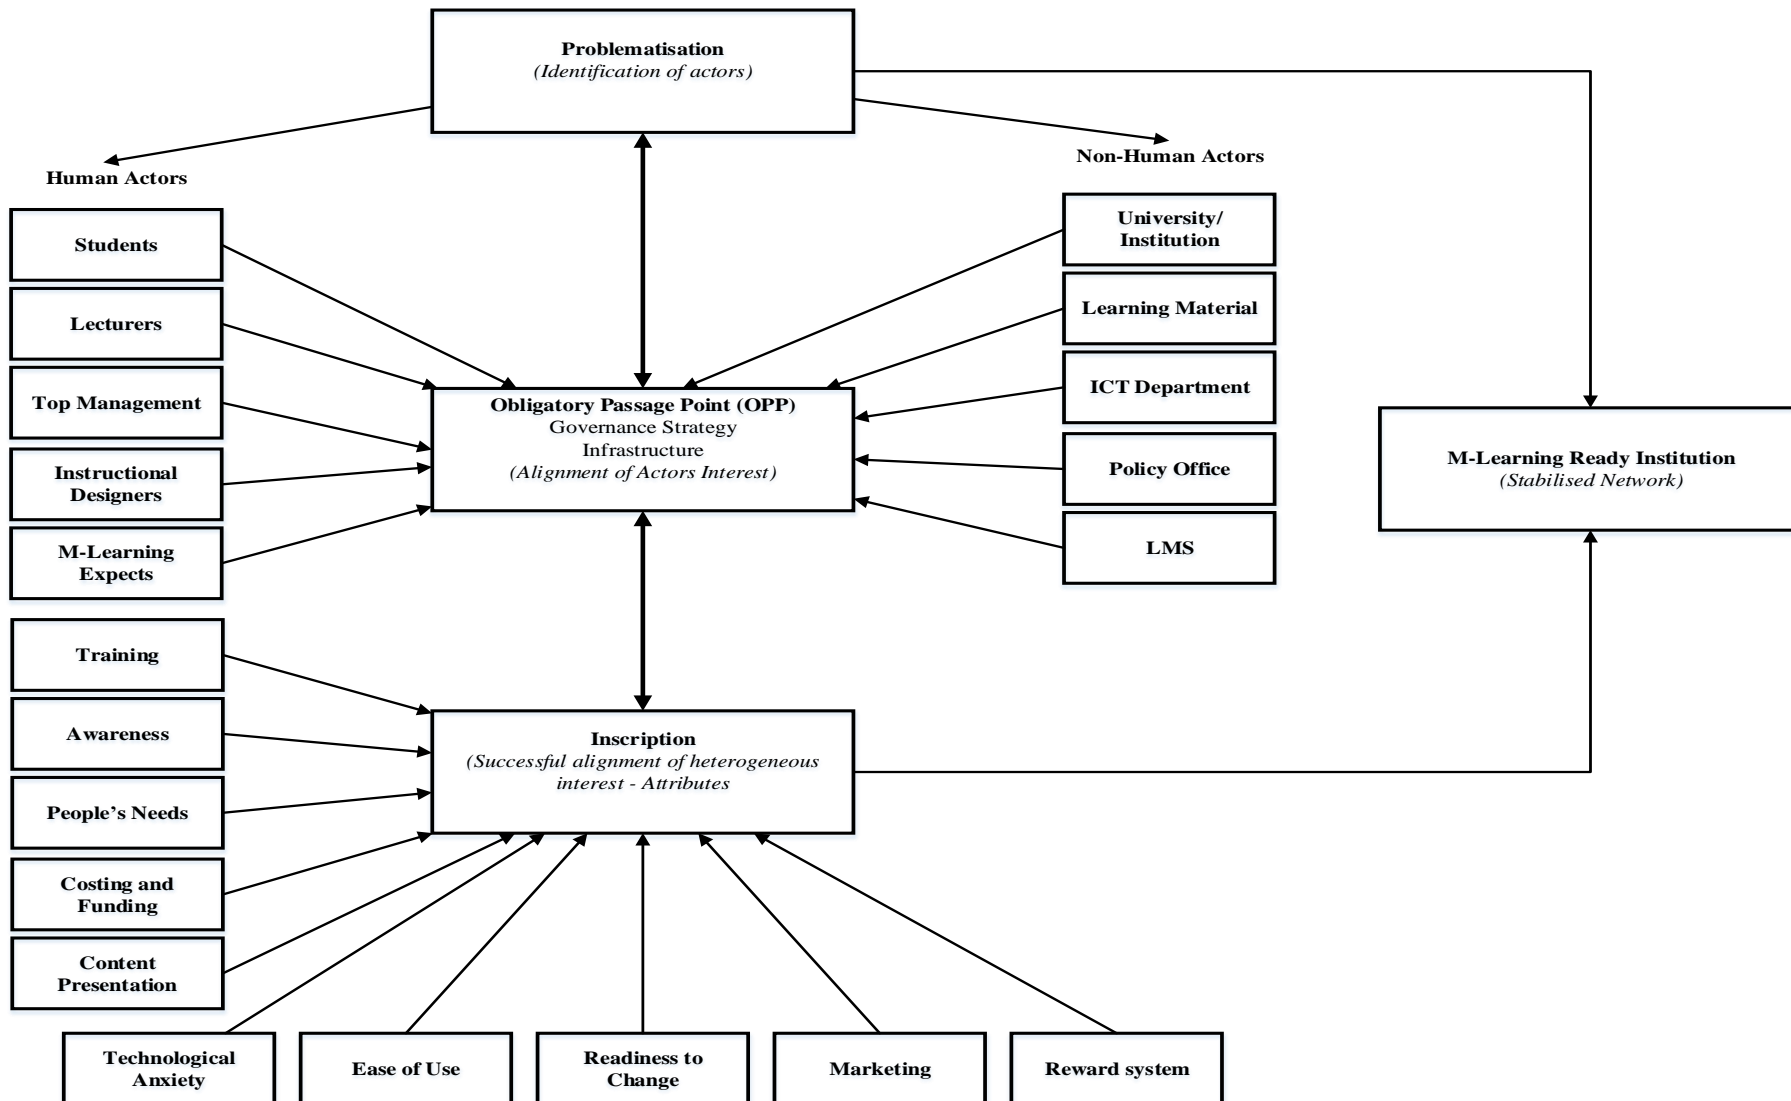 Problematisation
(Identification of actors)
Human Actors
Non-Human Actors
Students
Lecturers
Top Management
Instructional
Designers
M-Learning
Expects
University/
Institution
Learning Material
ICT Department
Policy Office
LMS
Obligatory Passage Point (OPP)
Governance Strategy
Infrastructure
(Alignment of Actors Interest)
M-Learning Ready Institution
(Stabilised Network)
Training
Awareness
People’s Needs
Costing and
Funding
Content
Presentation
Inscription
(Successful alignment of heterogeneous
interest - Attributes
Technological
Anxiety
Ease of Use
Readiness to
Change
Marketing
Reward system